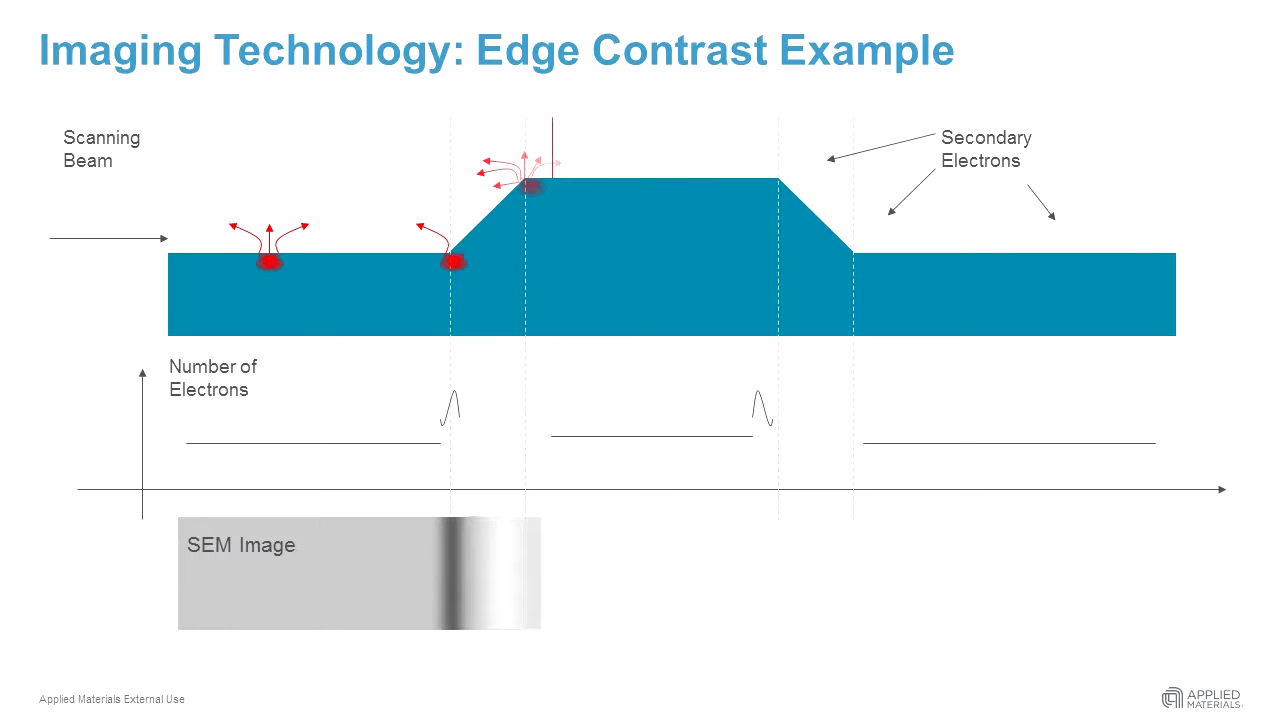 Imaging Technology: Edge Contrast Example
Scanning
Beam
Secondary
Electrons
Number of
Electrons
SEM Image
Applied Materials External Use
APPLIED
MATERIALS